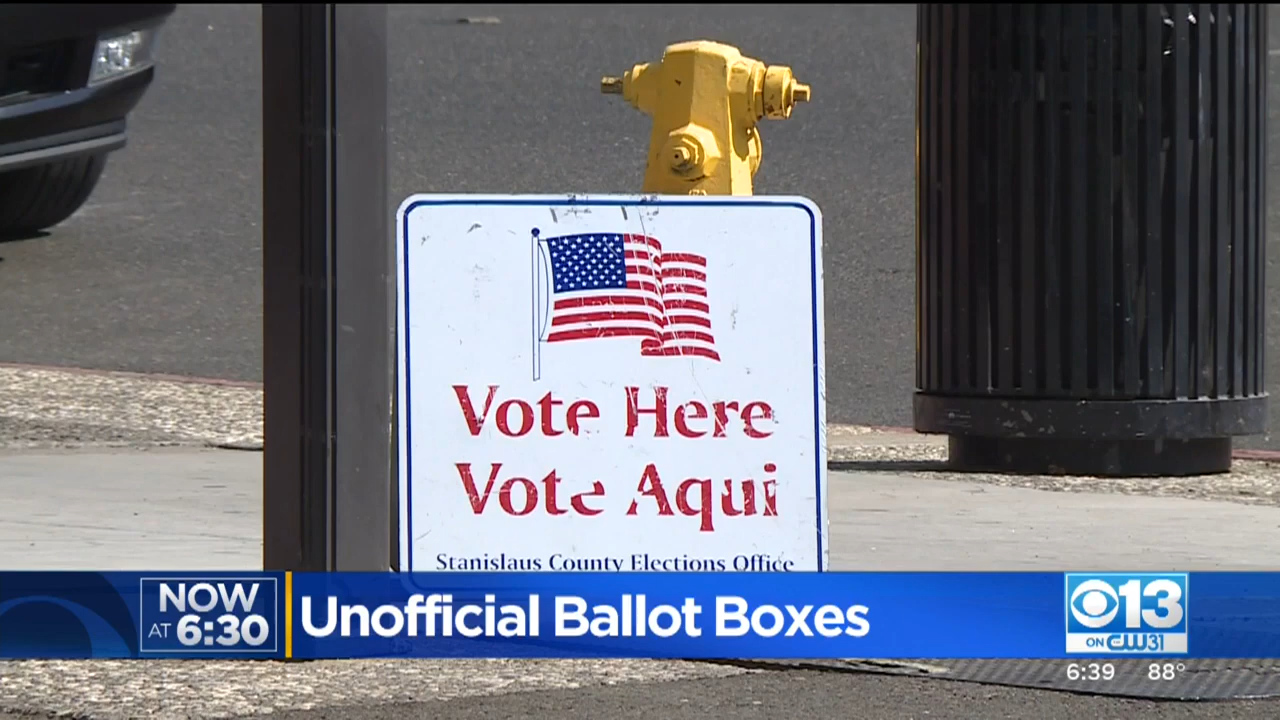 Vote Here
Vote Aqui
Stanislaus County Elections Office
NOW
AT 6:30
Unofficial Ballot Boxes
CBS 13
ON CW31
6:39 88°